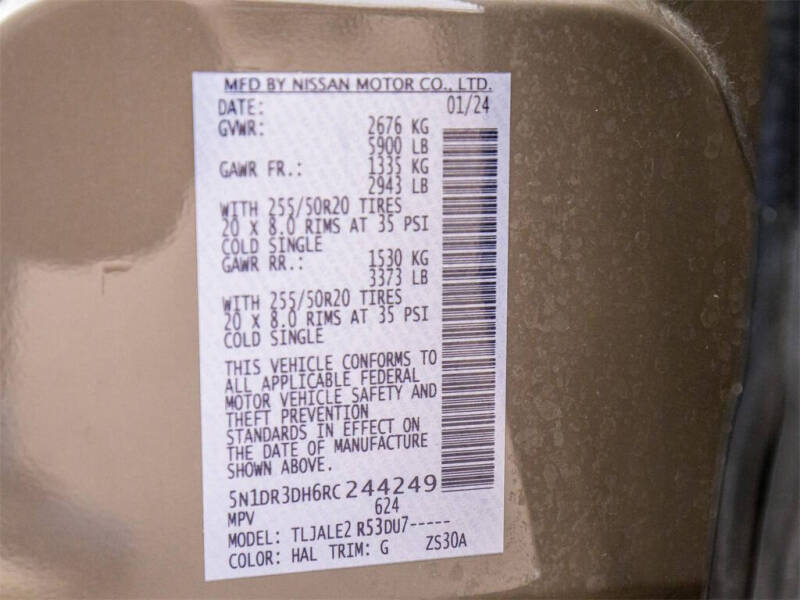 MFD BY NISSAN MOTOR CO., LTD.
DATE: 01/24
GVWR: 2676 KG
5900 LB
GAWR FR.: 1335 KG
2943 LB
WITH 255/50R20 TIRES
20 X 8.0 RIMS AT 35 PSI
COLD SINGLE
GAWR RR.: 1530 KG
3373 LB
WITH 255/50R20 TIRES
20 X 8.0 RIMS AT 35 PSI
COLD SINGLE
THIS VEHICLE CONFORMS TO
ALL APPLICABLE FEDERAL
MOTOR VEHICLE SAFETY AND
THEFT PREVENTION
STANDARDS IN EFFECT ON
THE DATE OF MANUFACTURE
SHOWN ABOVE.
5N1DR3DH6RC244249
MPV 624
MODEL: TLJALE2 R53DU7-----
COLOR: HAL TRIM: G ZS30A